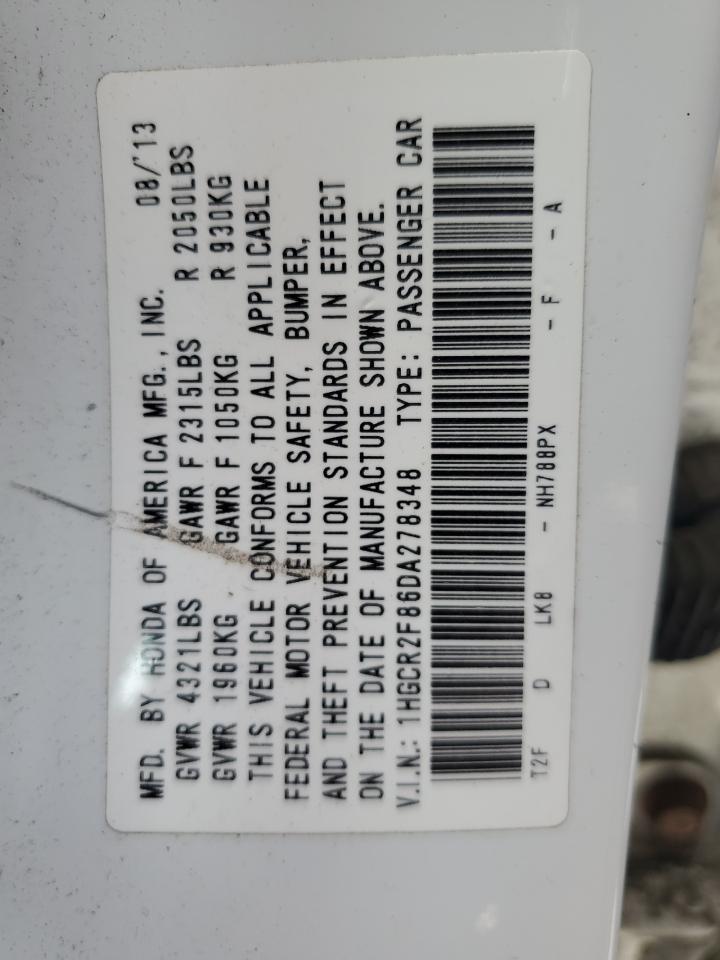 MFD. BY HONDA OF AMERICA MFG., INC. 08/'13
GVWR 4321LBS GAWR F 2315LBS R 2050LBS
GVWR 1960KG GAWR F 1050KG R 930KG
THIS VEHICLE CONFORMS TO ALL APPLICABLE
FEDERAL MOTOR VEHICLE SAFETY, BUMPER,
AND THEFT PREVENTION STANDARDS IN EFFECT
ON THE DATE OF MANUFACTURE SHOWN ABOVE.
V.I.N.: 1HGCR2F86DA278348 TYPE: PASSENGER CAR
T2F D LK8 - NH788PX - F - A